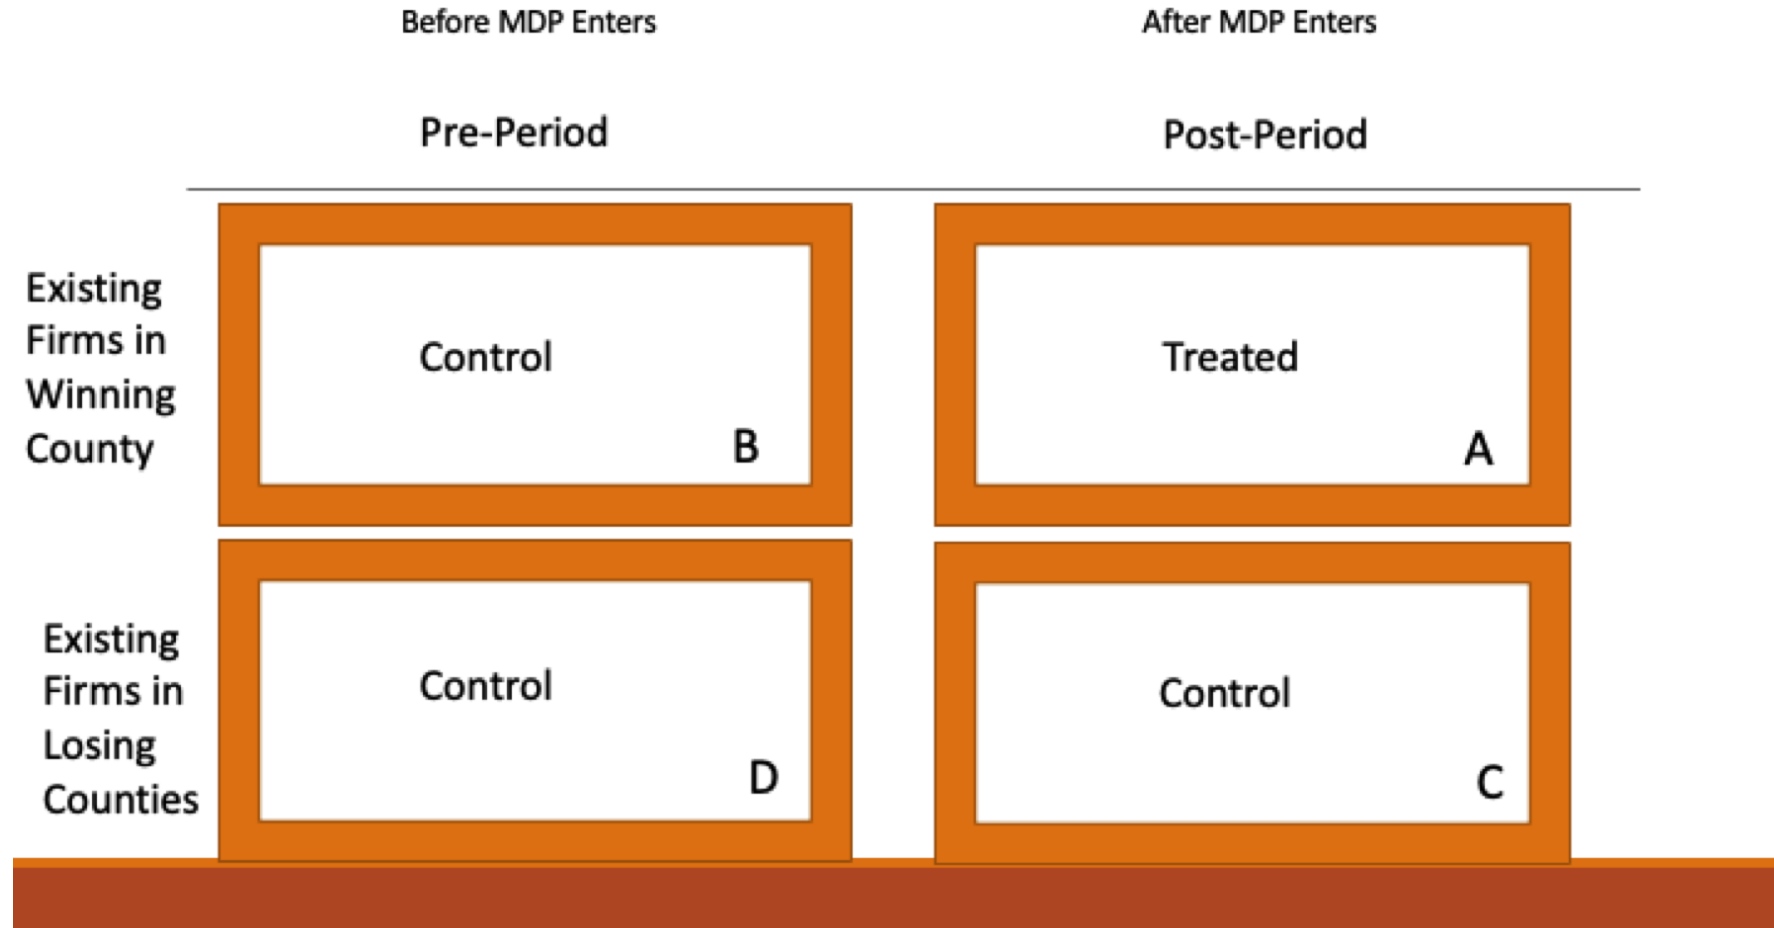 Before MDP Enters
After MDP Enters
Pre-Period
Post-Period
Existing
Firms in
Winning
County
Control
B
Treated
A
Existing
Firms in
Losing
Counties
Control
D
Control
C